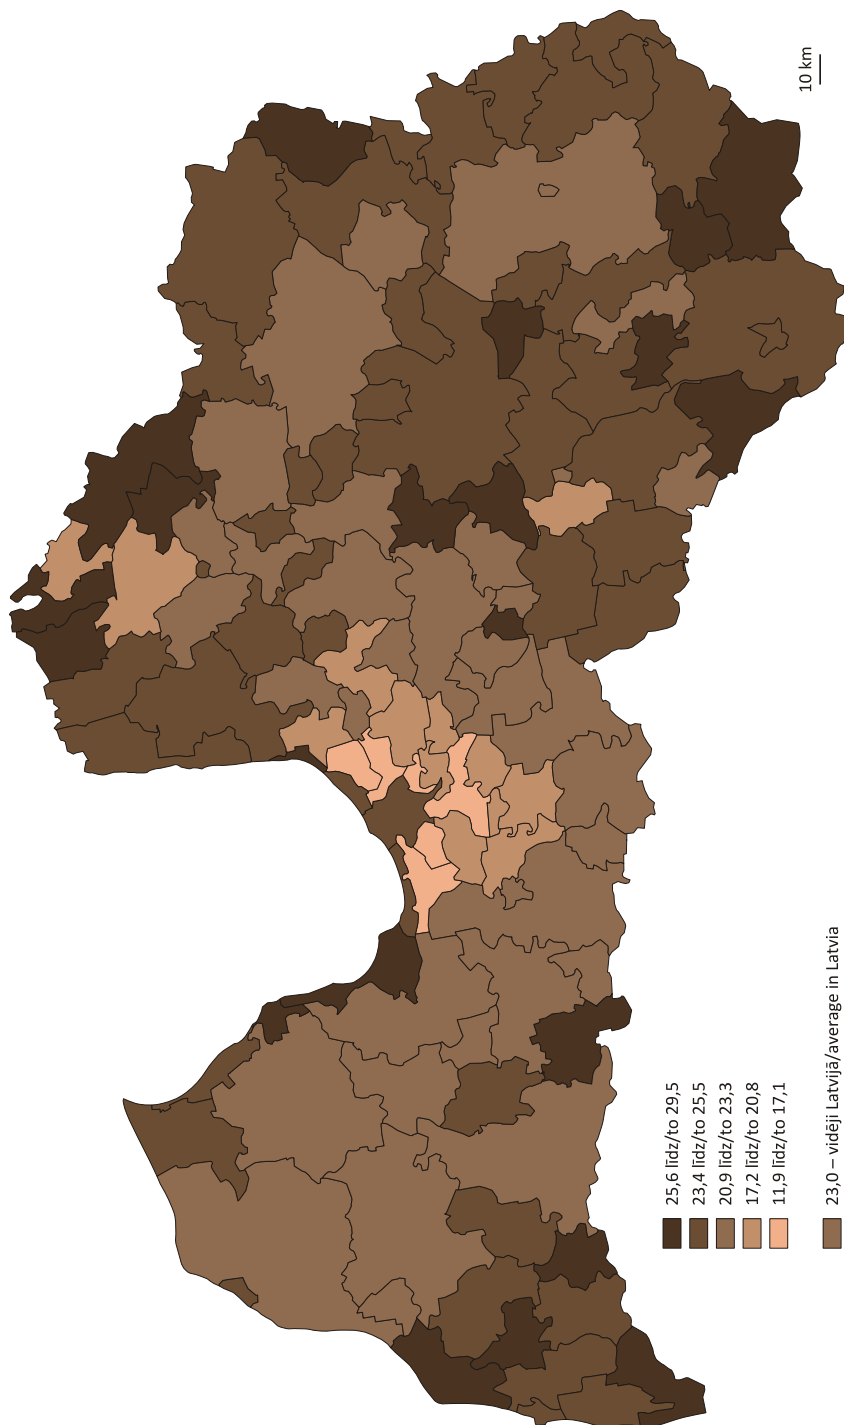 10 km
25,6 līdz/to 29,5
23,4 līdz/to 25,5
20,9 līdz/to 23,3
17,2 līdz/to 20,8
11,9 līdz/to 17,1
23,0 – vidēji Latvijā/average in Latvia